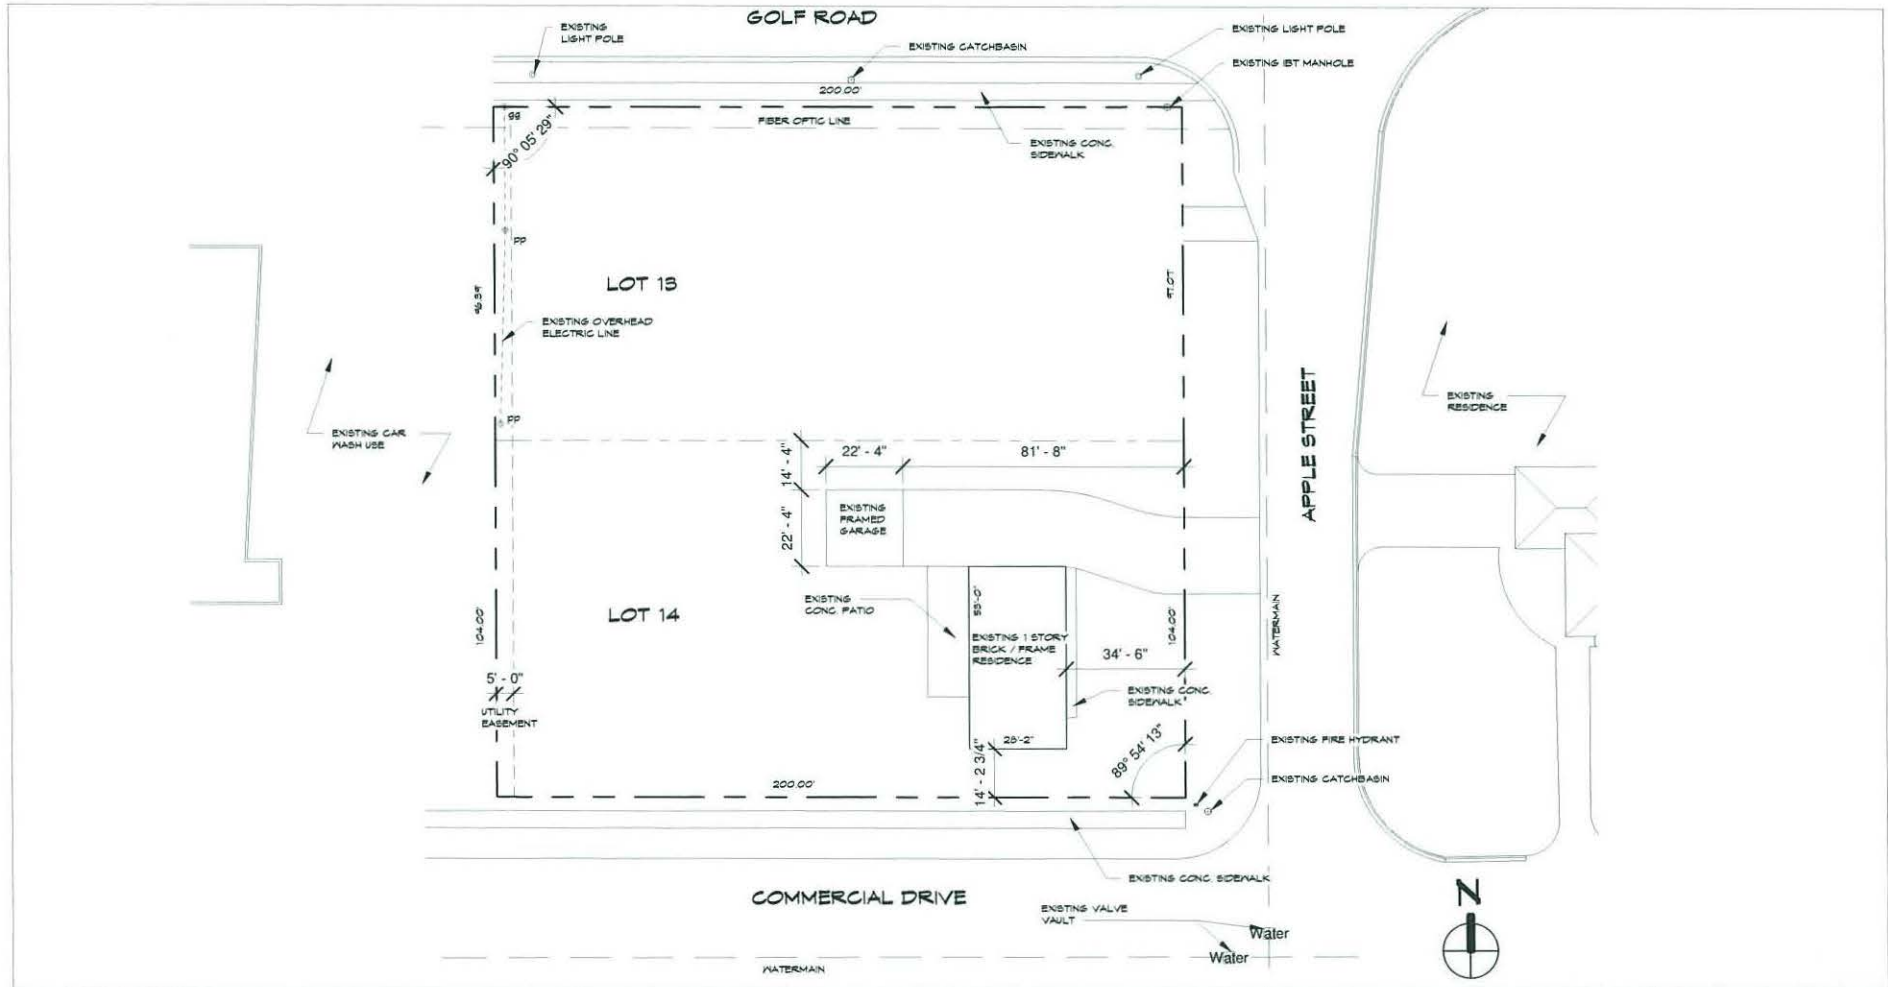 GOLF ROAD
EXISTING
LIGHT POLE
EXISTING CATCHBASIN
EXISTING LIGHT POLE
EXISTING IBT MANHOLE
200.00'
FIBER OPTIC LINE
90° 05' 29"
EXISTING CONC.
SIDEWALK
PP
LOT 13
96.89'
EXISTING OVERHEAD
ELECTRIC LINE
PP
EXISTING CAR
WASH USE
EXISTING
RESIDENCE
APPLE STREET
14' - 4"
22' - 4"
81' - 8"
22' - 4"
EXISTING
FRAMED
GARAGE
LOT 14
104.00'
EXISTING
CONC. PATIO
EXISTING 1 STORY
BRICK / FRAME
RESIDENCE
104.00'
WATERMAIN
34' - 6"
5' - 0"
UTILITY
EASEMENT
EXISTING CONC.
SIDEWALK
89° 54' 13"
14' - 2 3/4"
200.00'
EXISTING FIRE HYDRANT
EXISTING CATCHBASIN
EXISTING CONC. SIDEWALK
COMMERCIAL DRIVE
EXISTING VALVE
VAULT
Water
Water
WATERMAIN
N